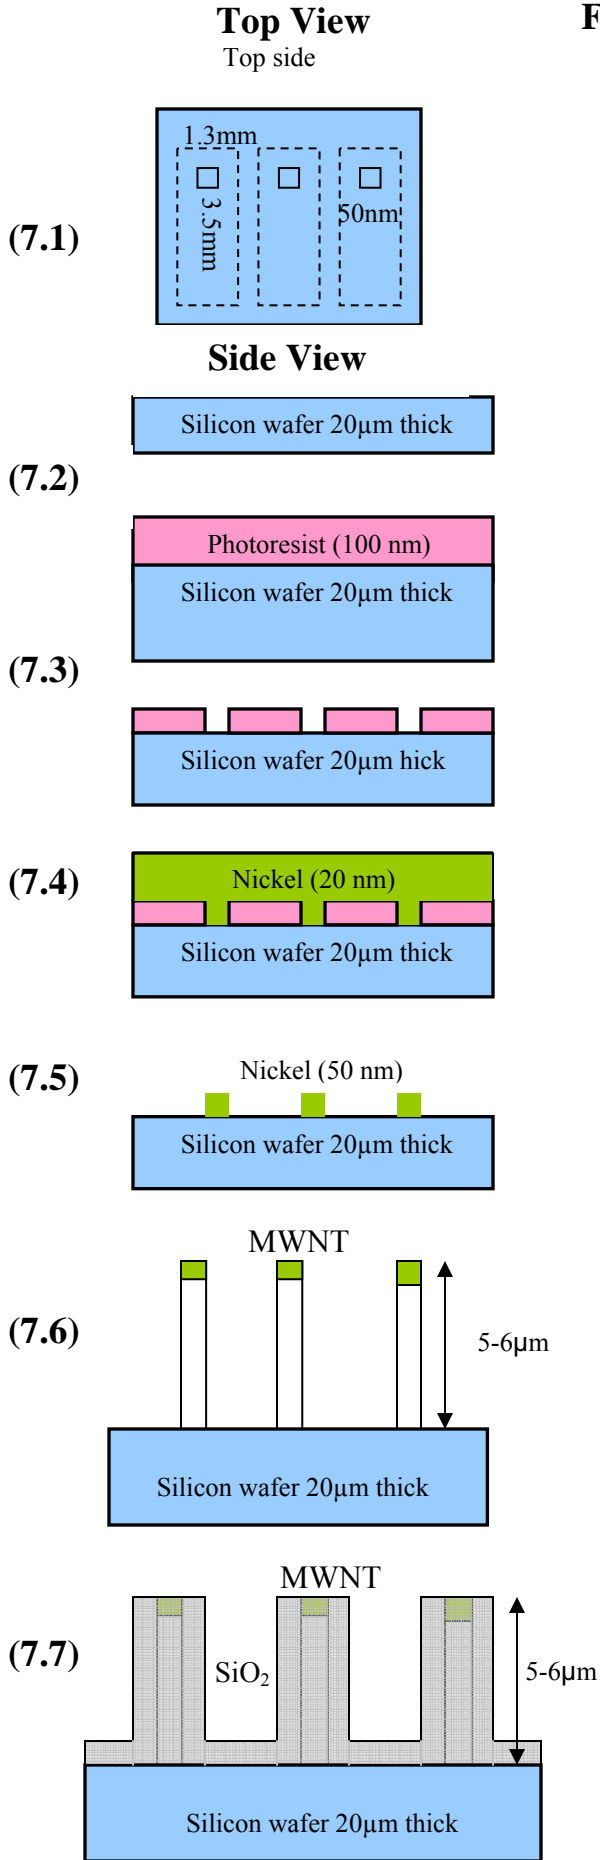 Top View
F
Top side
1.3mm
3.5mm
50nm
(7.1)
Side View
Silicon wafer 20µm thick
(7.2)
Photoresist (100 nm)
Silicon wafer 20µm thick
(7.3)
Silicon wafer 20µm hick
(7.4)
Nickel (20 nm)
Silicon wafer 20µm thick
(7.5)
Nickel (50 nm)
Silicon wafer 20µm thick
MWNT
(7.6)
5-6µm
Silicon wafer 20µm thick
MWNT
(7.7)
SiO₂
5-6µm
Silicon wafer 20µm thick